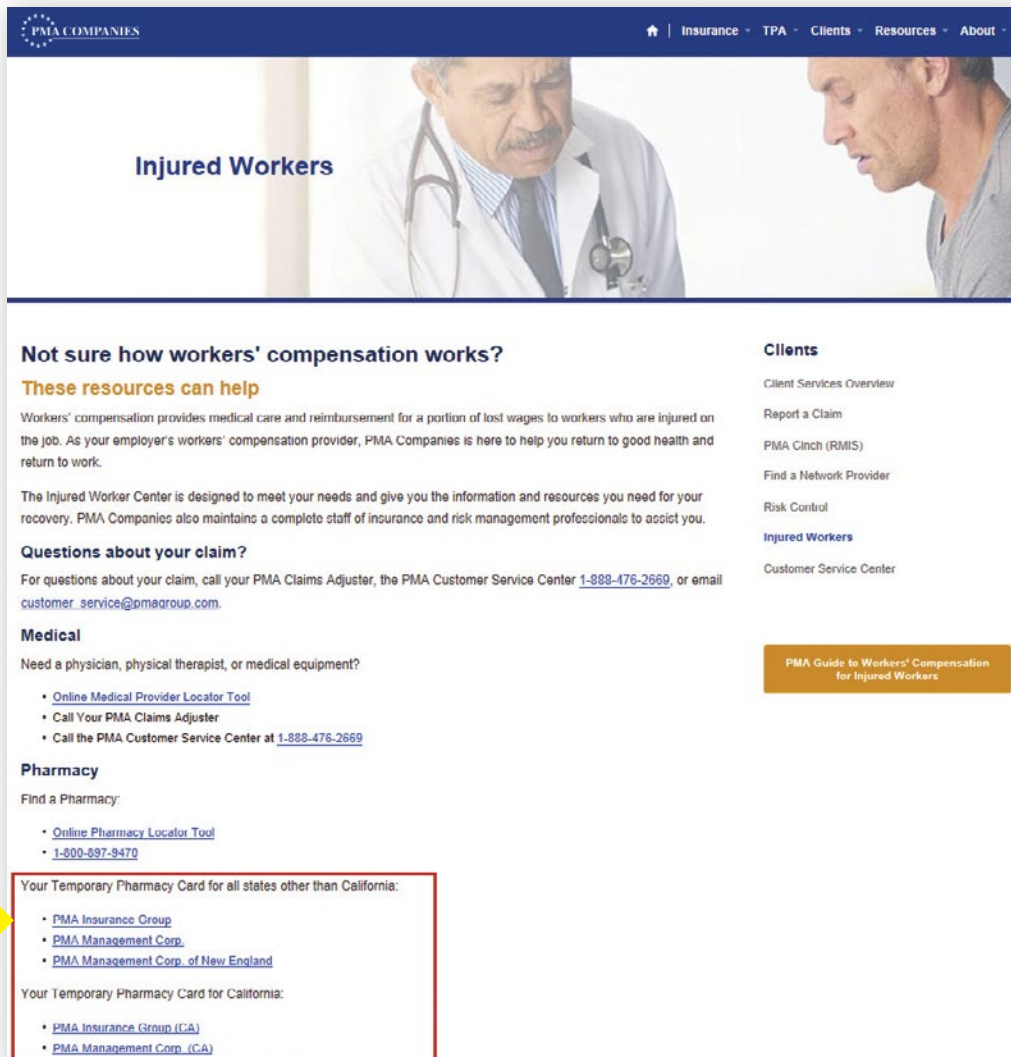 PMA COMPANIES
Insurance TPA Clients Resources About
Injured Workers
Not sure how workers' compensation works?
These resources can help
Workers' compensation provides medical care and reimbursement for a portion of lost wages to workers who are injured on
the job. As your employer's workers' compensation provider, PMA Companies is here to help you return to good health and
return to work.
The Injured Worker Center is designed to meet your needs and give you the information and resources you need for your
recovery. PMA Companies also maintains a complete staff of insurance and risk management professionals to assist you.
Questions about your claim?
For questions about your claim, call your PMA Claims Adjuster, the PMA Customer Service Center 1-888-476-2669, or email
customer_service@pmagroup.com.
Medical
Need a physician, physical therapist, or medical equipment?
• Online Medical Provider Locator Tool
• Call Your PMA Claims Adjuster
• Call the PMA Customer Service Center at 1-888-476-2669
Pharmacy
Find a Pharmacy:
• Online Pharmacy Locator Tool
• 1-800-897-9470
Your Temporary Pharmacy Card for all states other than California:
• PMA Insurance Group
• PMA Management Corp.
• PMA Management Corp. of New England
Your Temporary Pharmacy Card for California:
• PMA Insurance Group (CA)
• PMA Management Corp. (CA)
Clients
Client Services Overview
Report a Claim
PMA Cinch (RMIS)
Find a Network Provider
Risk Control
Injured Workers
Customer Service Center
PMA Guide to Workers' Compensation
for Injured Workers